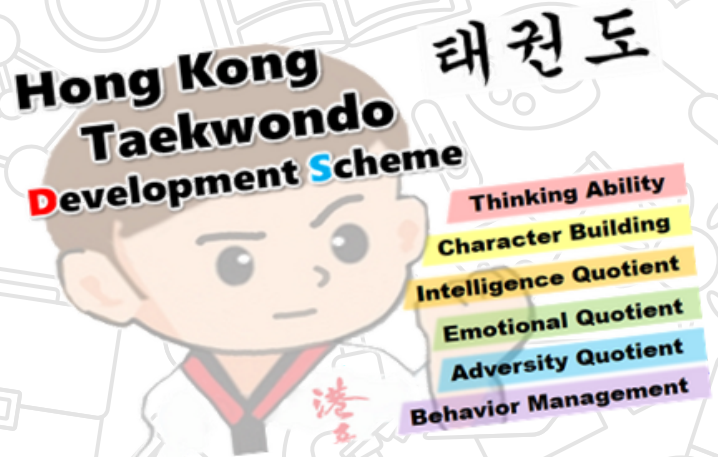 태권도
Hong Kong
Taekwondo
Development Scheme
Thinking Ability
Character Building
Intelligence Quotient
Emotional Quotient
Adversity Quotient
Behavior Management
港